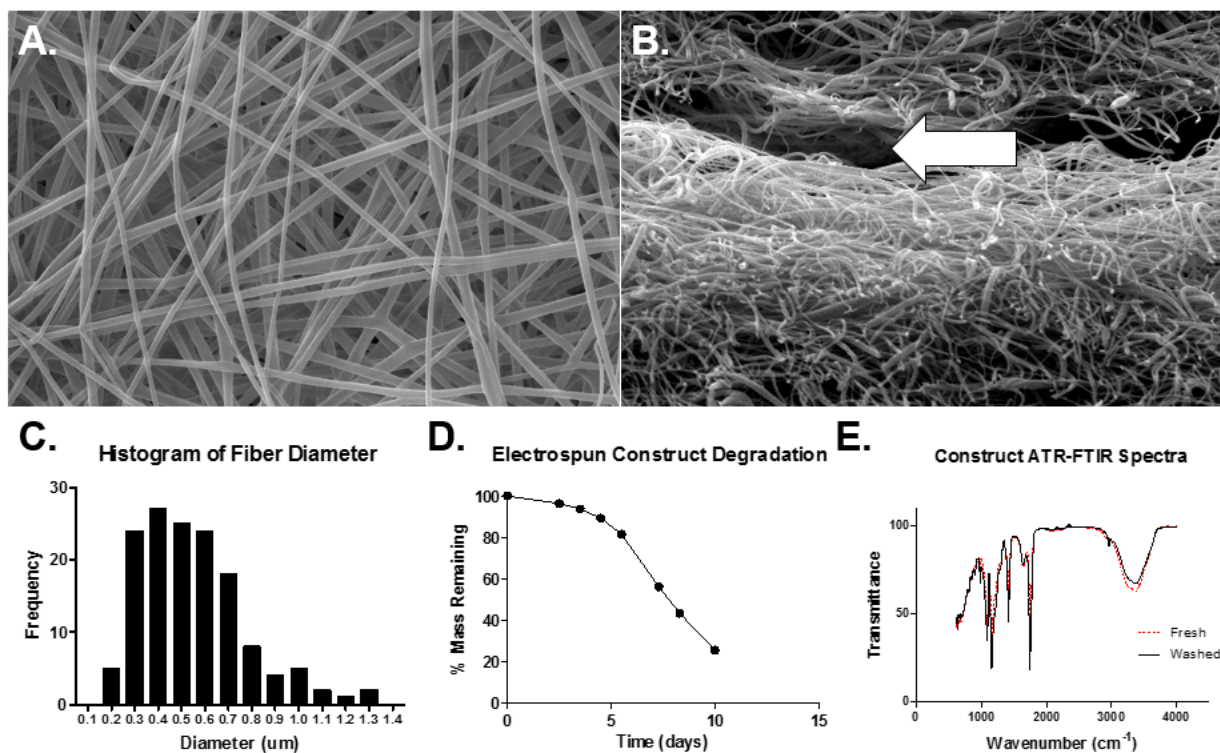 A.
B.
C.
Histogram of Fiber Diameter
30
20
10
0
Frequency
0.1 0.2 0.3 0.4 0.5 0.6 0.7 0.8 0.9 1.0 1.1 1.2 1.3 1.4
Diameter (um)
D.
Electrospun Construct Degradation
100
80
60
40
20
0
% Mass Remaining
0 5 10 15
Time (days)
E.
Construct ATR-FTIR Spectra
100
50
0
Transmittance
Fresh
Washed
1000 2000 3000 4000
Wavenumber (cm-1)